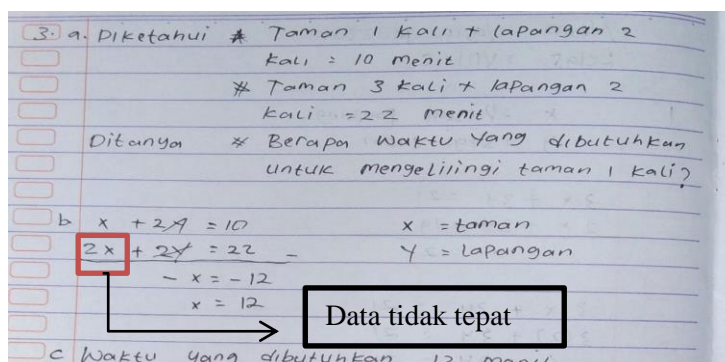 3. a. Diketahui * Taman 1 kali + lapangan 2
kali = 10 menit
* Taman 3 kali + lapangan 2
kali = 22 menit
Ditanya * Berapa waktu yang dibutuhkan
untuk mengelilingi taman 1 kali?
b x + 2y = 10 x = taman
2x + 2y = 22 - y = lapangan
- x = - 12
x = 12
Data tidak tepat
c Waktu yang dibutuhkan 12 menit